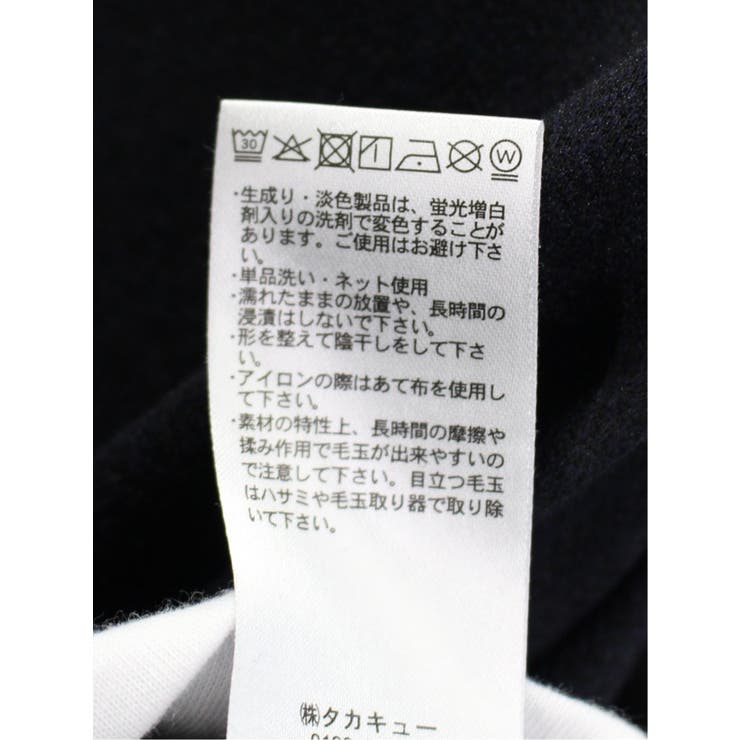 30 W
・生成り・淡色製品は、蛍光増白
剤入りの洗剤で変色することが
あります。ご使用はお避け下さ
い。
・単品洗い・ネット使用
・濡れたままの放置や、長時間の
浸漬はしないで下さい。
・形を整えて陰干しをして下さ
い。
・アイロンの際はあて布を使用し
て下さい。
・素材の特性上、長時間の摩擦や
揉み作用で毛玉が出来やすいの
で注意して下さい。目立つ毛玉
はハサミや毛玉取り器で取り除
いて下さい。
㈱タカキュー